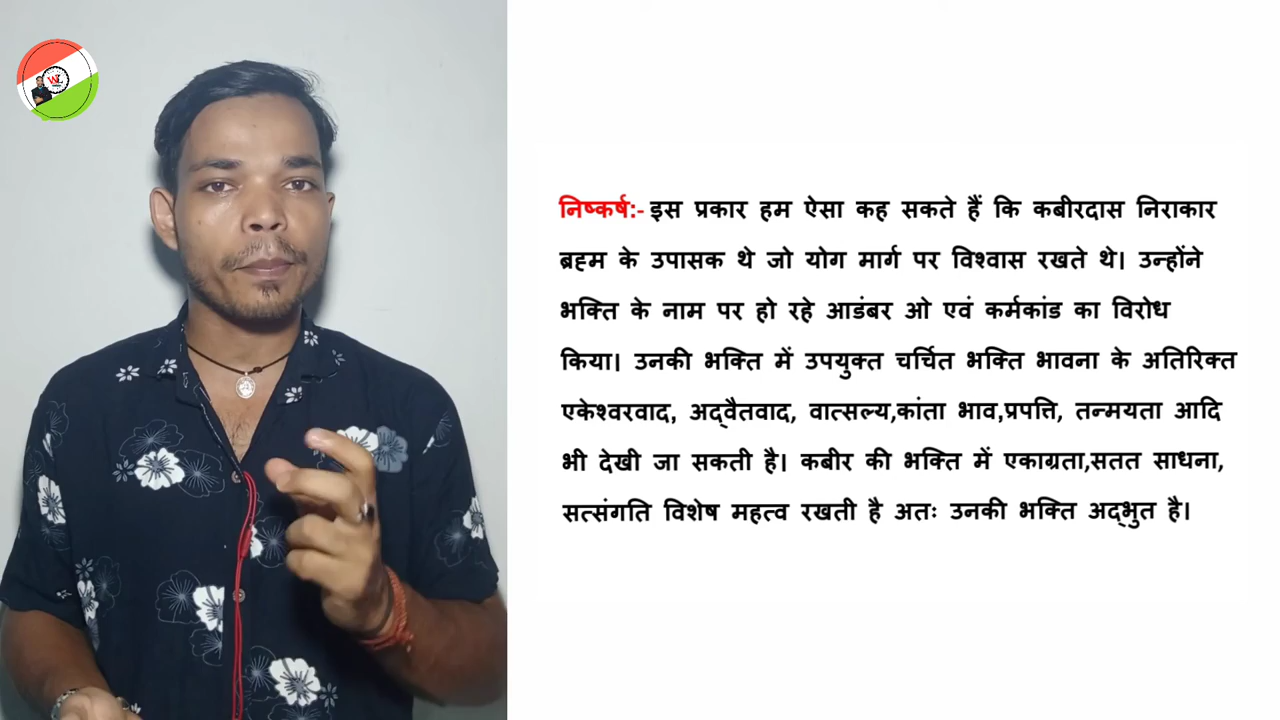 निष्कर्ष:- इस प्रकार हम ऐसा कह सकते हैं कि कबीरदास निराकार
ब्रह्म के उपासक थे जो योग मार्ग पर विश्वास रखते थे। उन्होंने
भक्ति के नाम पर हो रहे आडंबर ओ एवं कर्मकांड का विरोध
किया। उनकी भक्ति में उपयुक्त चर्चित भक्ति भावना के अतिरिक्त
एकेश्वरवाद, अद्वैतवाद, वात्सल्य,कांता भाव,प्रपत्ति, तन्मयता आदि
भी देखी जा सकती है। कबीर की भक्ति में एकाग्रता,सतत साधना,
सत्संगति विशेष महत्व रखती है अतः उनकी भक्ति अद्भुत है।